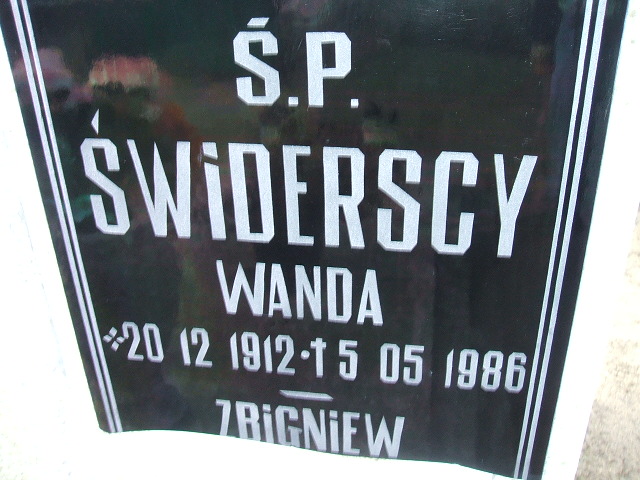 Ś.P.
ŚWiDERSCY
WANDA
*20 12 1912·†5 05 1986
ZBiGNiEW